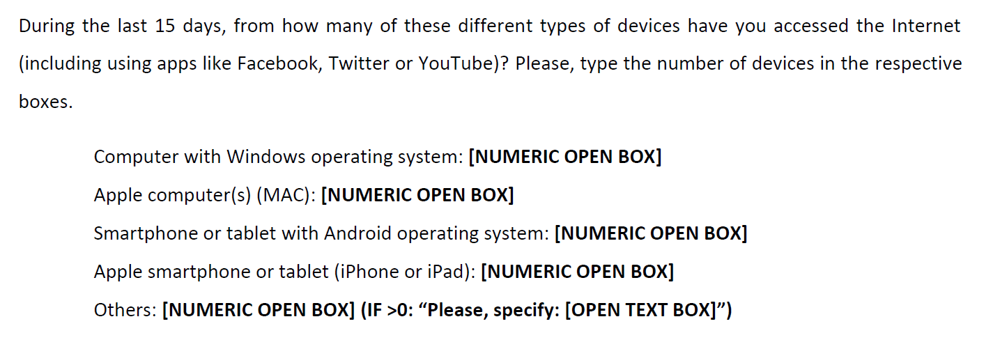 During the last 15 days, from how many of these different types of devices have you accessed the Internet
(including using apps like Facebook, Twitter or YouTube)? Please, type the number of devices in the respective
boxes.
Computer with Windows operating system: [NUMERIC OPEN BOX]
Apple computer(s) (MAC): [NUMERIC OPEN BOX]
Smartphone or tablet with Android operating system: [NUMERIC OPEN BOX]
Apple smartphone or tablet (iPhone or iPad): [NUMERIC OPEN BOX]
Others: [NUMERIC OPEN BOX] (IF >0: “Please, specify: [OPEN TEXT BOX]”)